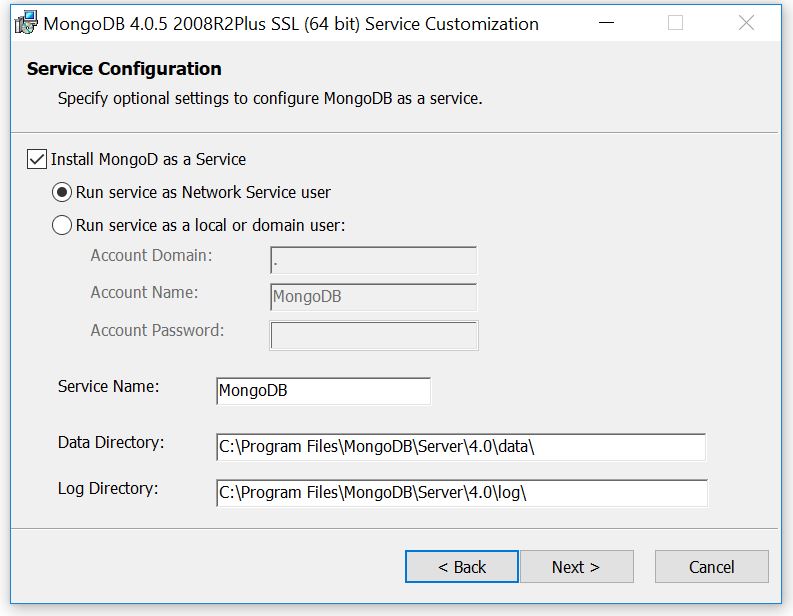 MongoDB 4.0.5 2008R2Plus SSL (64 bit) Service Customization
Service Configuration
Specify optional settings to configure MongoDB as a service.
Install MongoD as a Service
Run service as Network Service user
Run service as a local or domain user:
Account Domain: .
Account Name: MongoDB
Account Password:
Service Name: MongoDB
Data Directory: C:\Program Files\MongoDB\Server\4.0\data\
Log Directory: C:\Program Files\MongoDB\Server\4.0\log\
< Back Next > Cancel